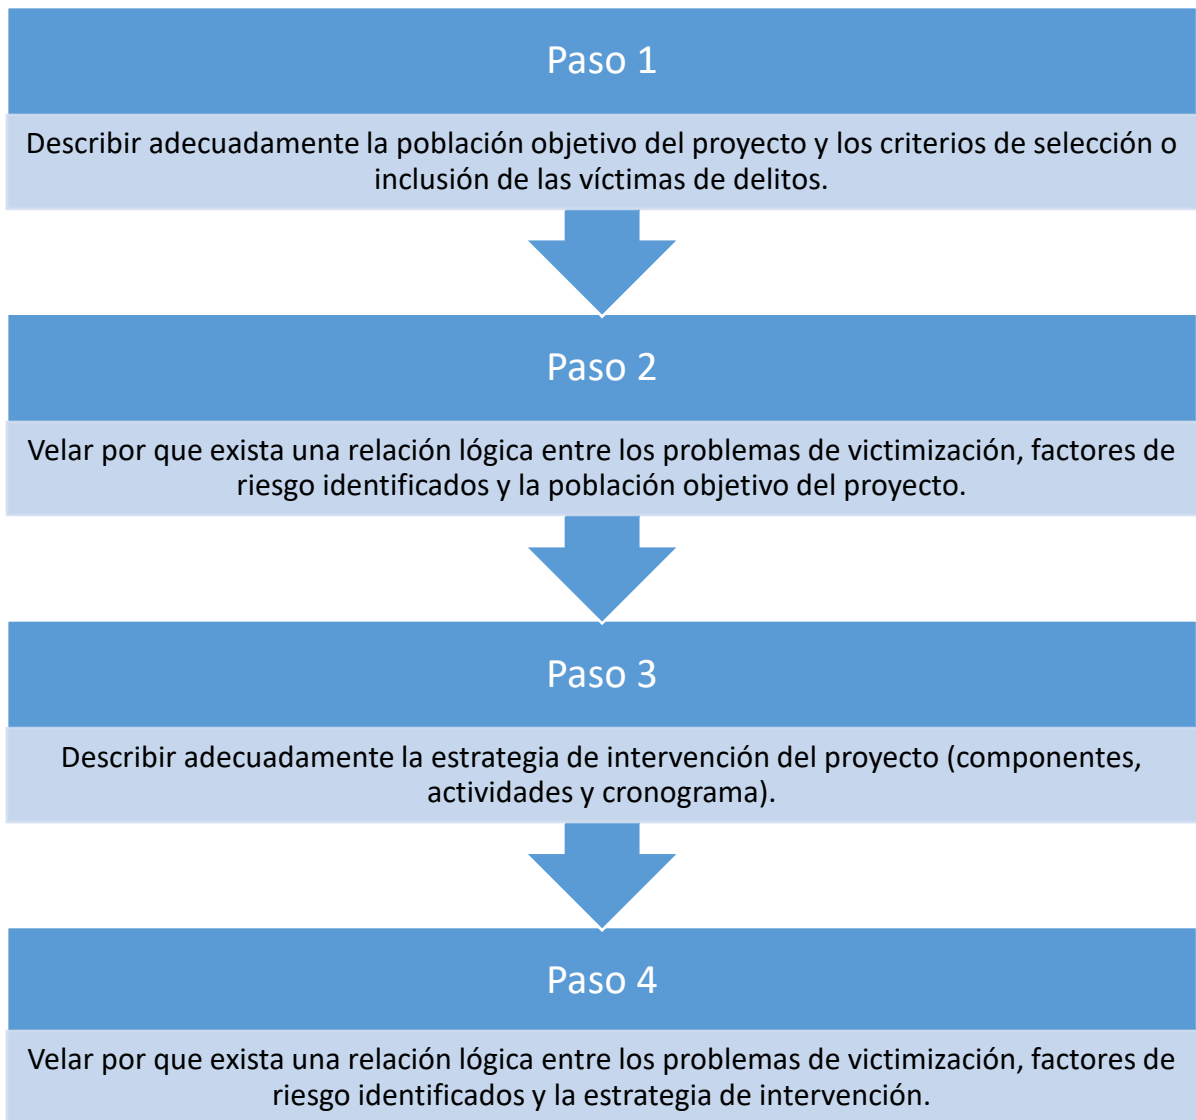 Paso 1
Describir adecuadamente la población objetivo del proyecto y los criterios de selección o
inclusión de las víctimas de delitos.
Paso 2
Velar por que exista una relación lógica entre los problemas de victimización, factores de
riesgo identificados y la población objetivo del proyecto.
Paso 3
Describir adecuadamente la estrategia de intervención del proyecto (componentes,
actividades y cronograma).
Paso 4
Velar por que exista una relación lógica entre los problemas de victimización, factores de
riesgo identificados y la estrategia de intervención.